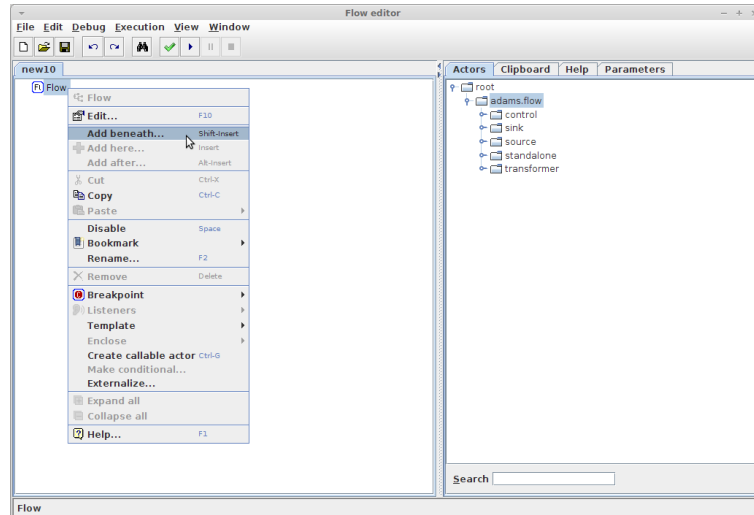 Flow editor
File Edit Debug Execution View Window
new10
Flow
Flow
Edit... F10
Add beneath... Shift-Insert
Add here... Insert
Add after... Alt-Insert
Cut Ctrl-X
Copy Ctrl-C
Paste
Disable Space
Bookmark
Rename... F2
Remove Delete
Breakpoint
Listeners
Template
Enclose
Create callable actor Ctrl-G
Make conditional...
Externalize...
Expand all
Collapse all
Help... F1
Actors Clipboard Help Parameters
root
adams.flow
control
sink
source
standalone
transformer
Search
Flow